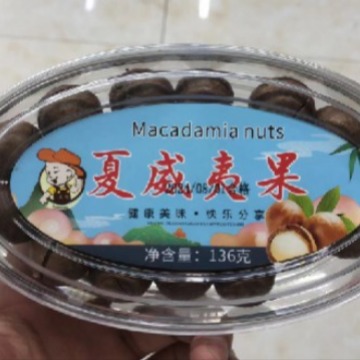 Macadamia nuts
夏威夷果
健康美味·快乐分享
净含量：136克